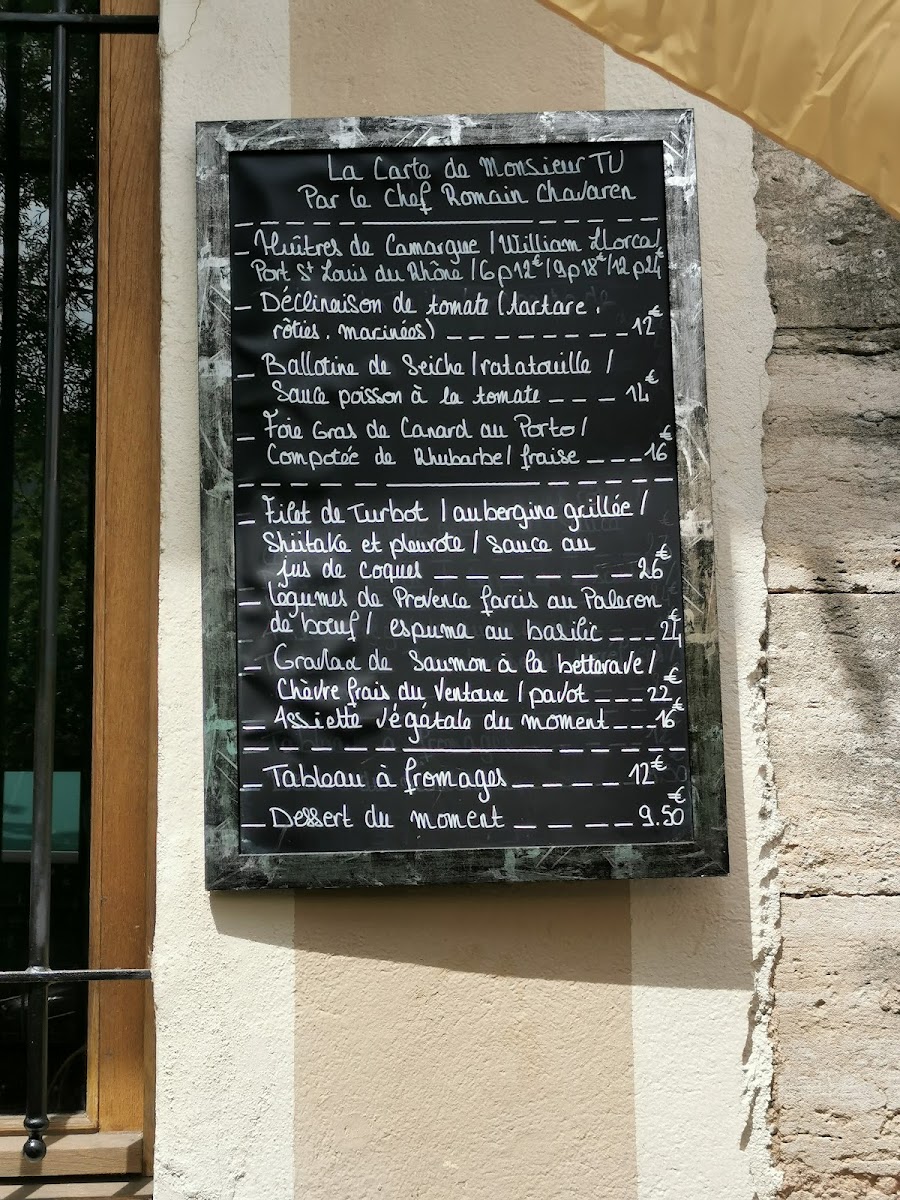 La Carte de Monsieur TU
Par le Chef Romain Chavaren
_ Huîtres de Camargue / William Llorca /
Port St Louis du Rhône / 6 p 12€ / 9 p 18€ / 12 p 24€
_ Déclinaison de tomate (tartare,
rôties, marinées) _ _ _ _ _ _ _ 12€
_ Ballotine de Seiche / ratatouille /
Sauce poisson à la tomate _ _ _ 14€
_ Foie Gras de Canard au Porto /
Compotée de Rhubarbe / fraise _ _ _ 16€
_ Filet de Turbot / aubergine grillée /
Shiitake et pleurote / Sauce au
jus de coques _ _ _ _ _ _ 26€
_ légumes de Provence farcis au Paleron
de bœuf / espuma au basilic _ _ _ 24€
_ Gravlax de Saumon à la betterave /
Chèvre frais du Ventoux / pavot _ _ _ 22€
_ Assiette végétale du moment _ _ 16€
_ Tableau à fromages _ _ _ _ 12€
_ Dessert du moment _ _ _ _ 9.50€